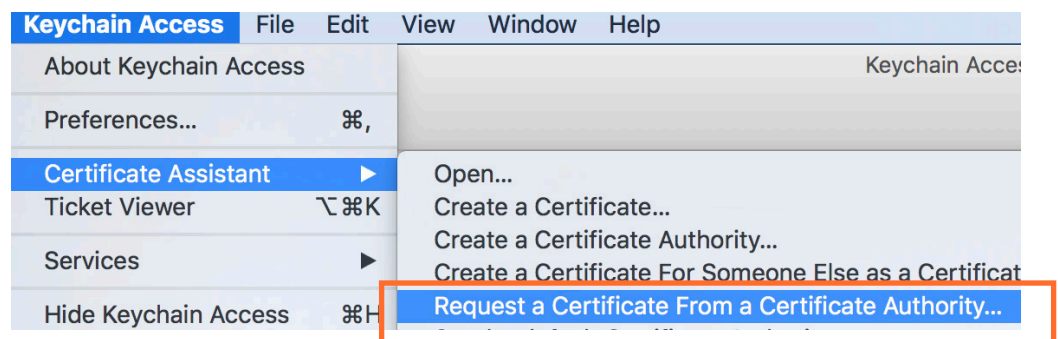 Keychain Access File Edit View Window Help
About Keychain Access
Keychain Acces
Preferences... ⌘,
Certificate Assistant ▶
Open...
Ticket Viewer ⌥⌘K
Create a Certificate...
Create a Certificate Authority...
Services ▶
Create a Certificate For Someone Else as a Certificat
Request a Certificate From a Certificate Authority...
Hide Keychain Access ⌘H